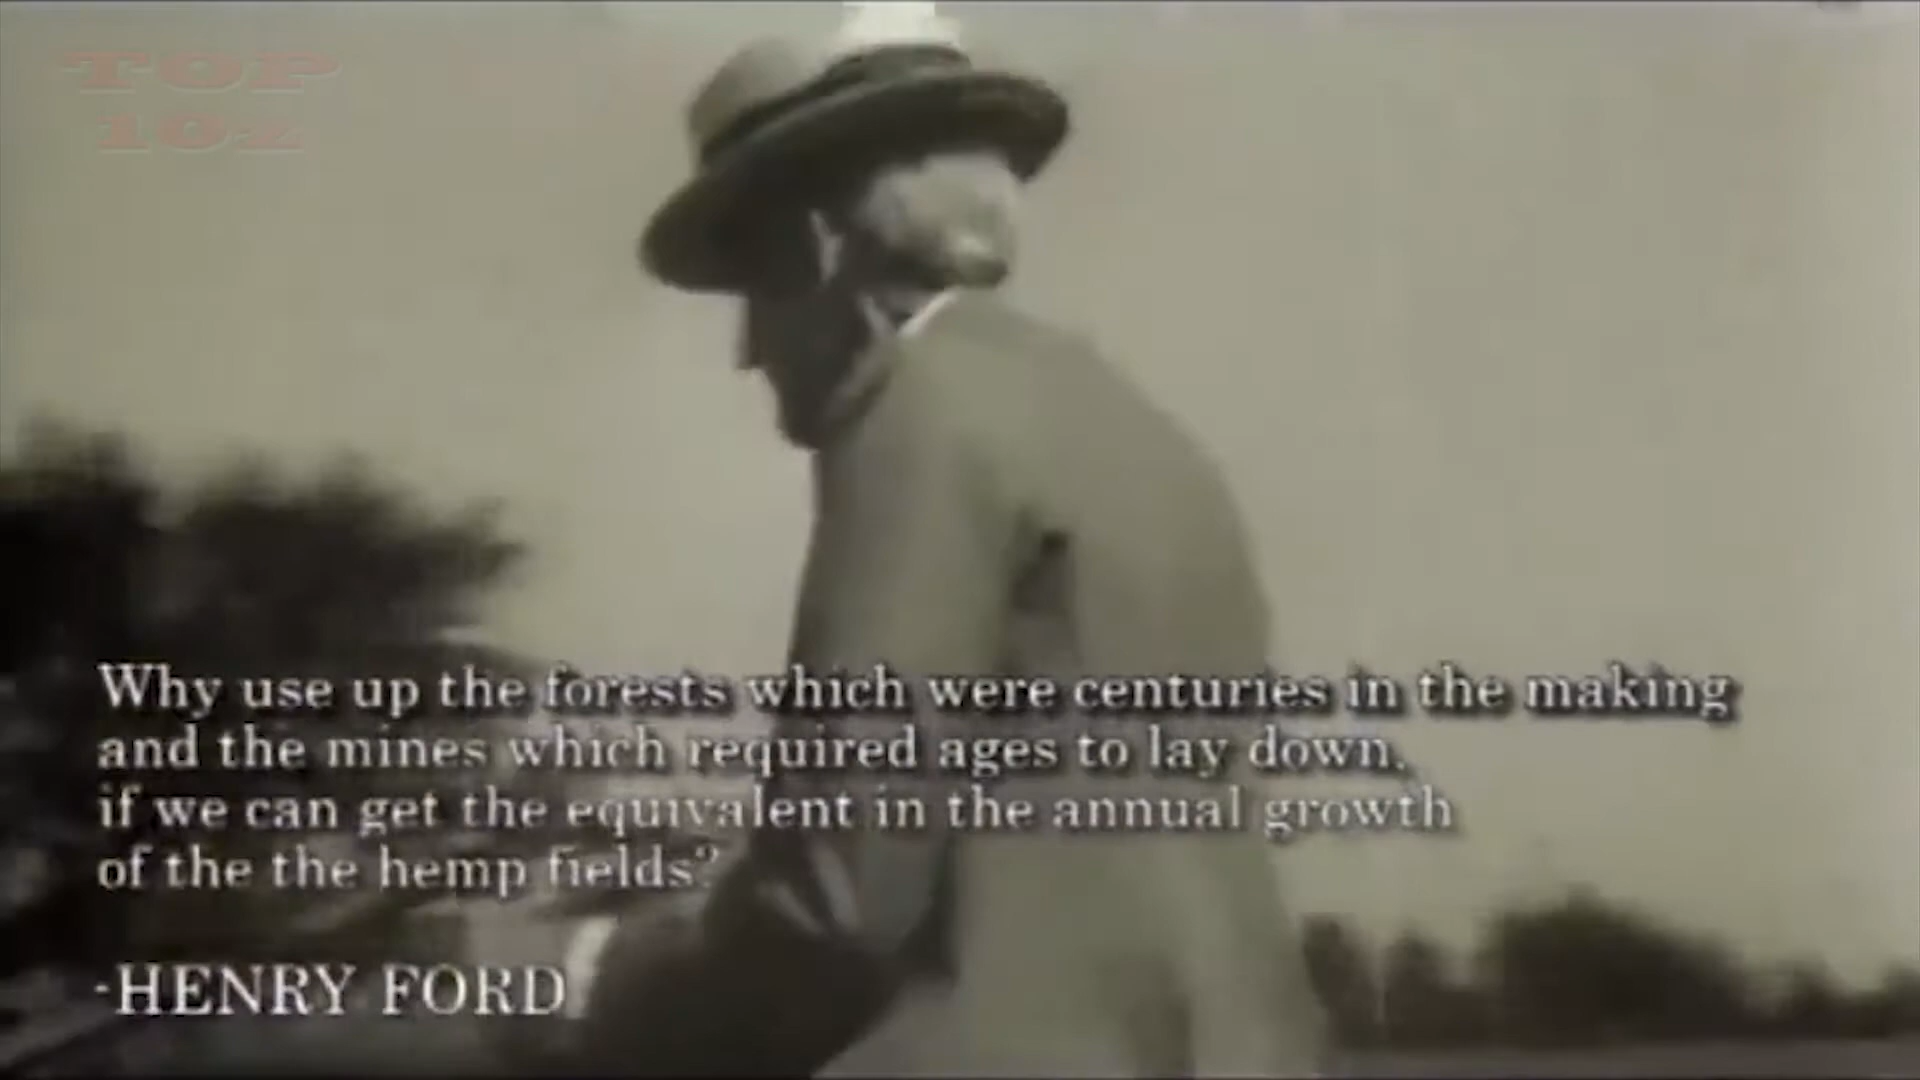 TOP
10z
Why use up the forests which were centuries in the making
and the mines which required ages to lay down,
if we can get the equivalent in the annual growth
of the the hemp fields?
-HENRY FORD